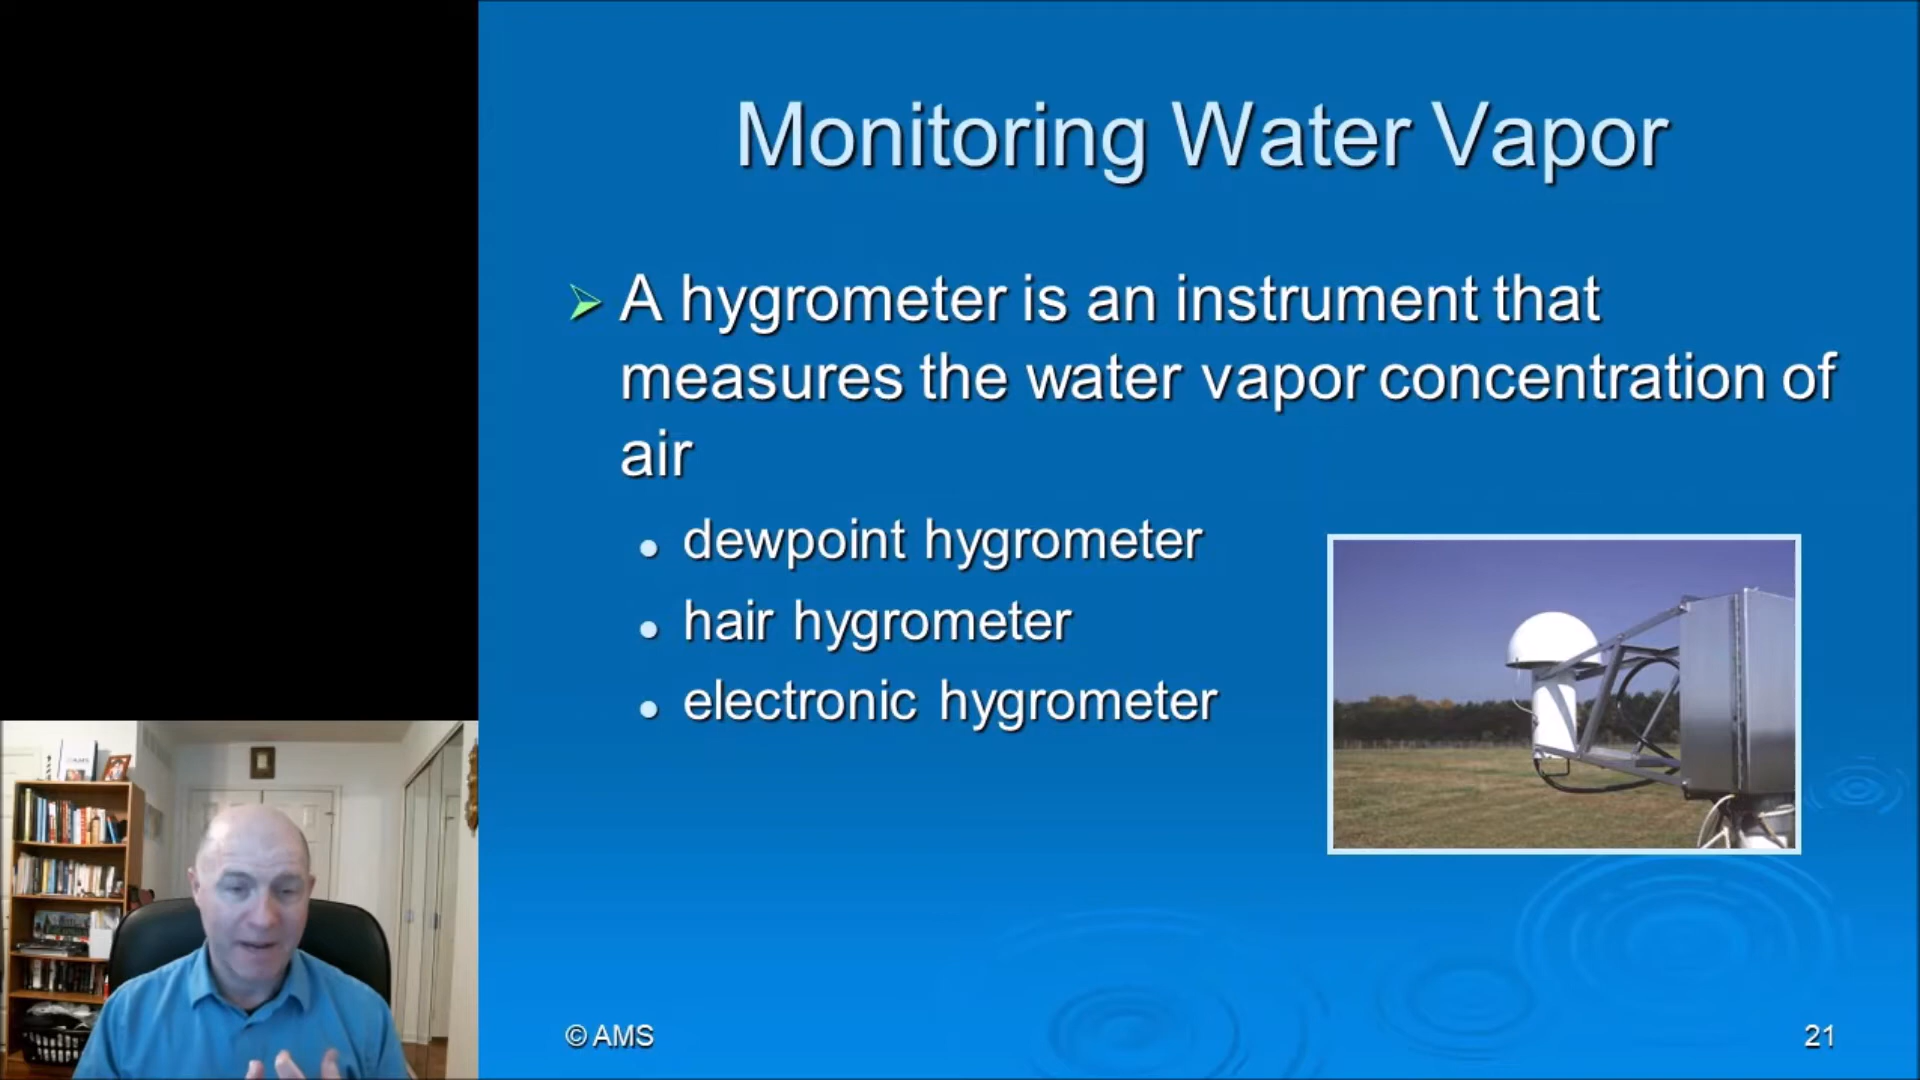 Monitoring Water Vapor
A hygrometer is an instrument that
measures the water vapor concentration of
air
dewpoint hygrometer
hair hygrometer
electronic hygrometer
© AMS
21